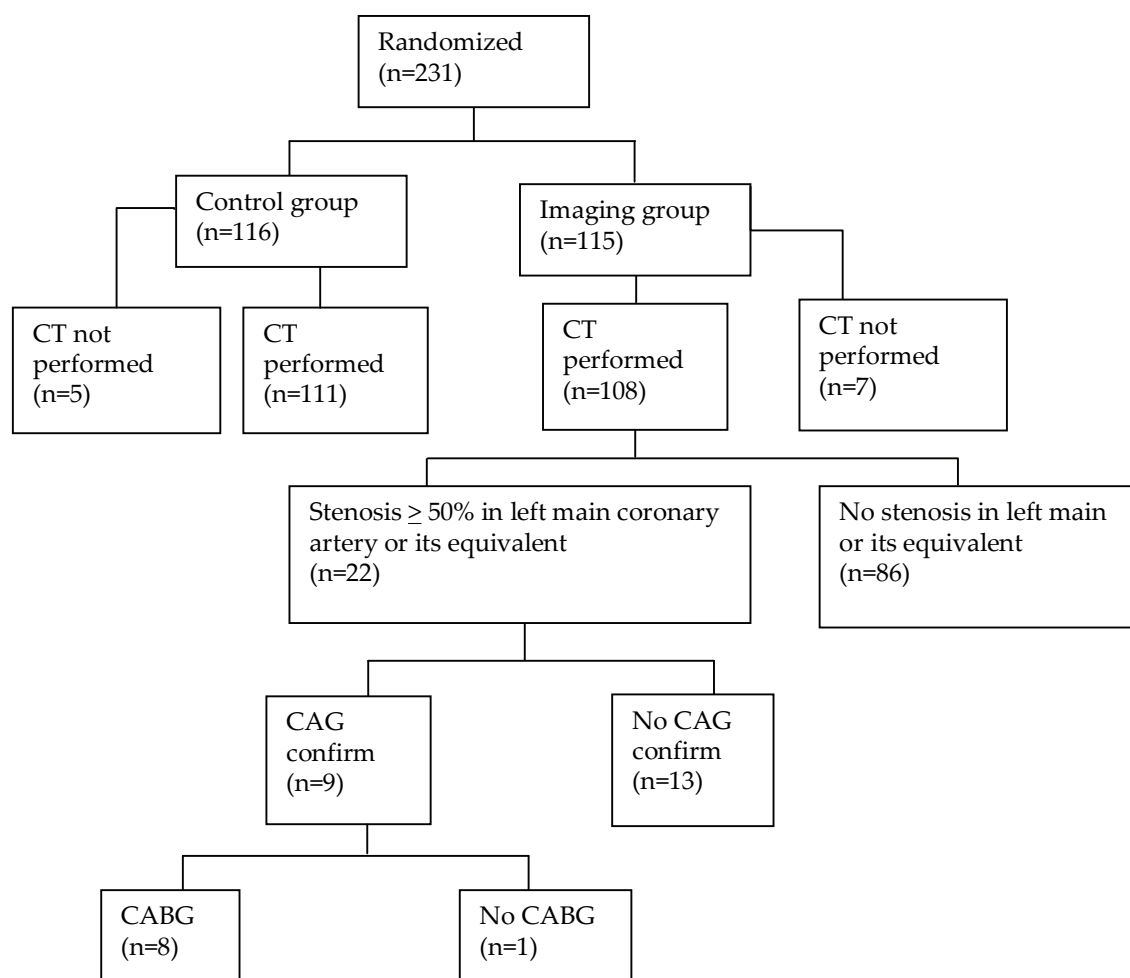 Randomized
(n=231)
Control group
(n=116)
Imaging group
(n=115)
CT not
performed
(n=5)
CT
performed
(n=111)
CT
performed
(n=108)
CT not
performed
(n=7)
Stenosis ≥ 50% in left main coronary
artery or its equivalent
(n=22)
No stenosis in left main
or its equivalent
(n=86)
CAG
confirm
(n=9)
No CAG
confirm
(n=13)
CABG
(n=8)
No CABG
(n=1)